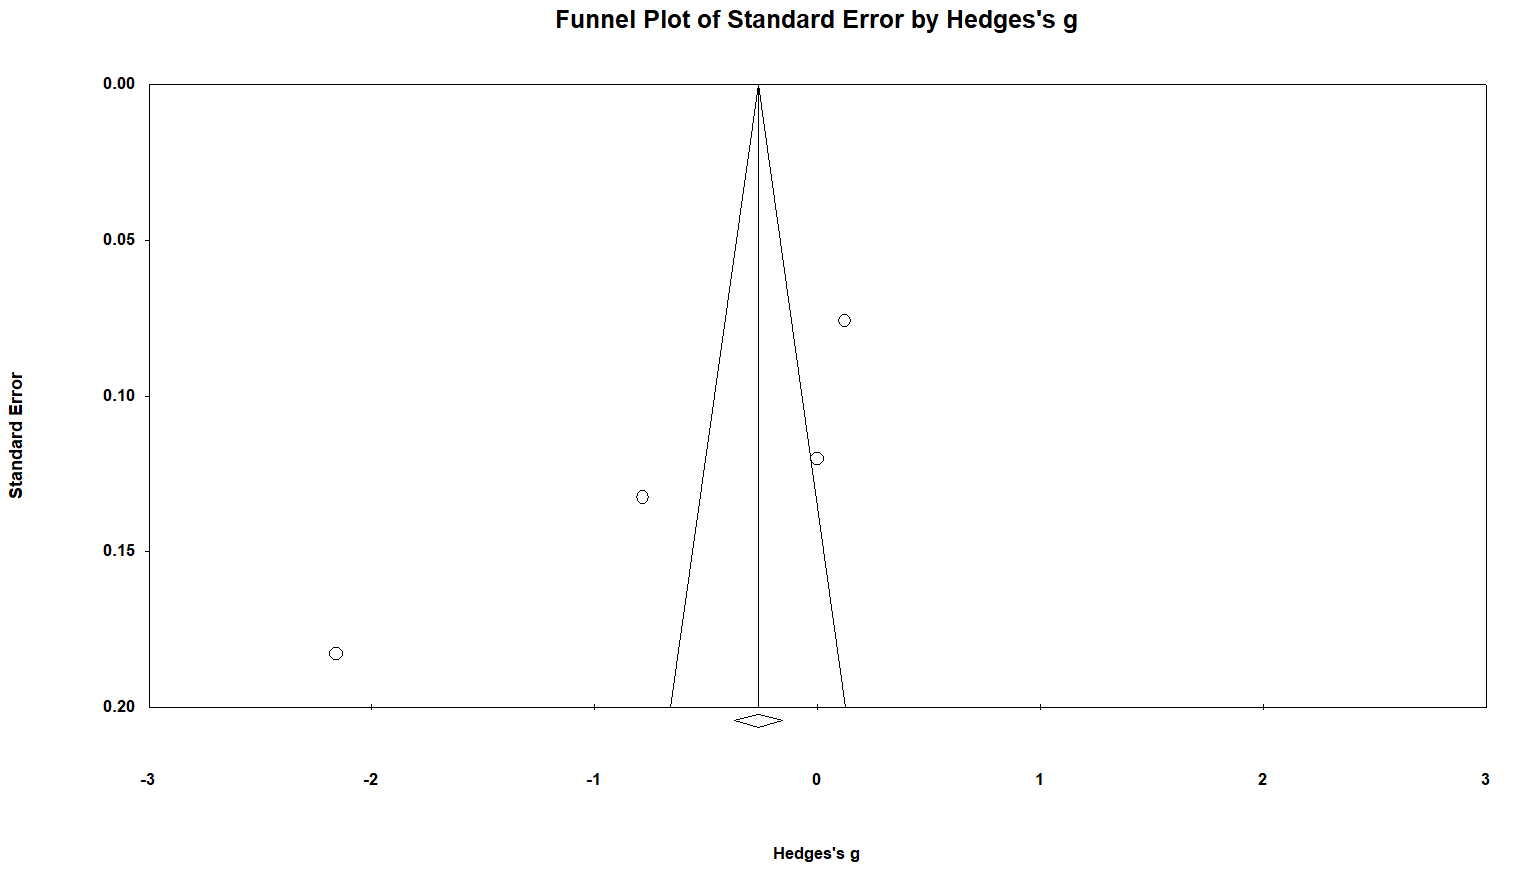 Funnel Plot of Standard Error by Hedges's g
0.00
0.05
0.10
0.15
0.20
Standard Error
-3 -2 -1 0 1 2 3
Hedges's g